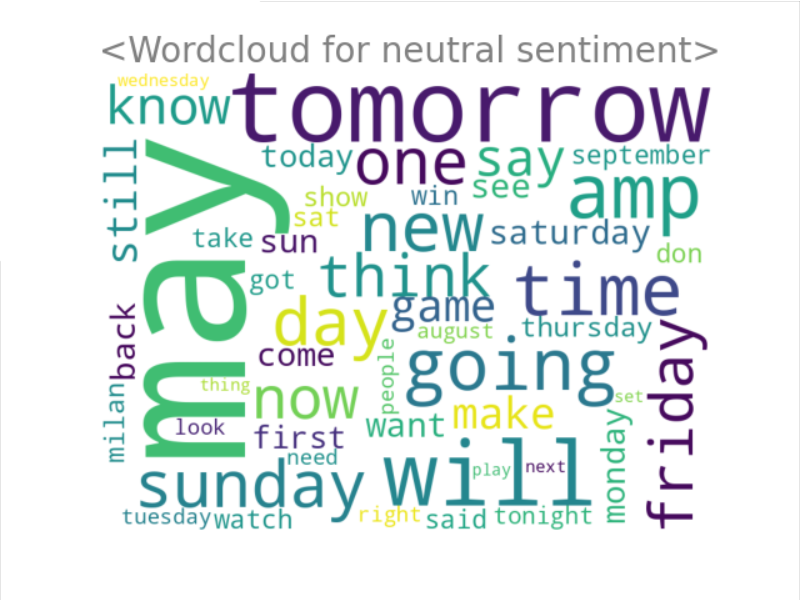 <Wordcloud for neutral sentiment>
wednesday
know
tomorrow
still
may
today
one
say
september
show
win
see
amp
sat
take
sun
new
saturday
don
got
think
time
back
day
game
august
thursday
come
people
going
friday
milan
thing
now
make
set
look
first
want
monday
need
sunday
will
play
next
tuesday
watch
right
said
tonight